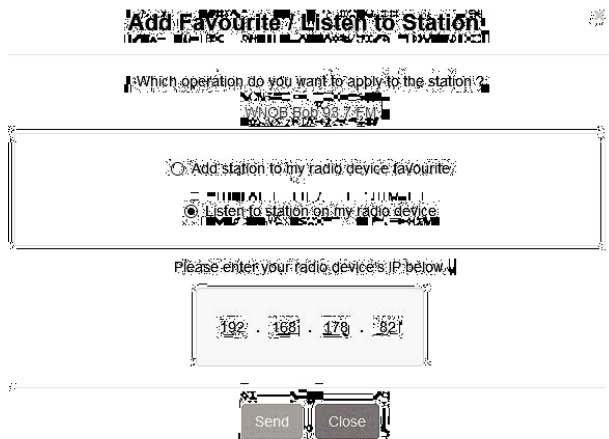 Add Favourite / Listen to Station
Which operation do you want to apply to the station ?
WNOB Bob 93.7 FM
Add station to my radio device favourite
Listen to station on my radio device
Please enter your radio device's IP below
192 . 168 . 178 . 82
Send Close